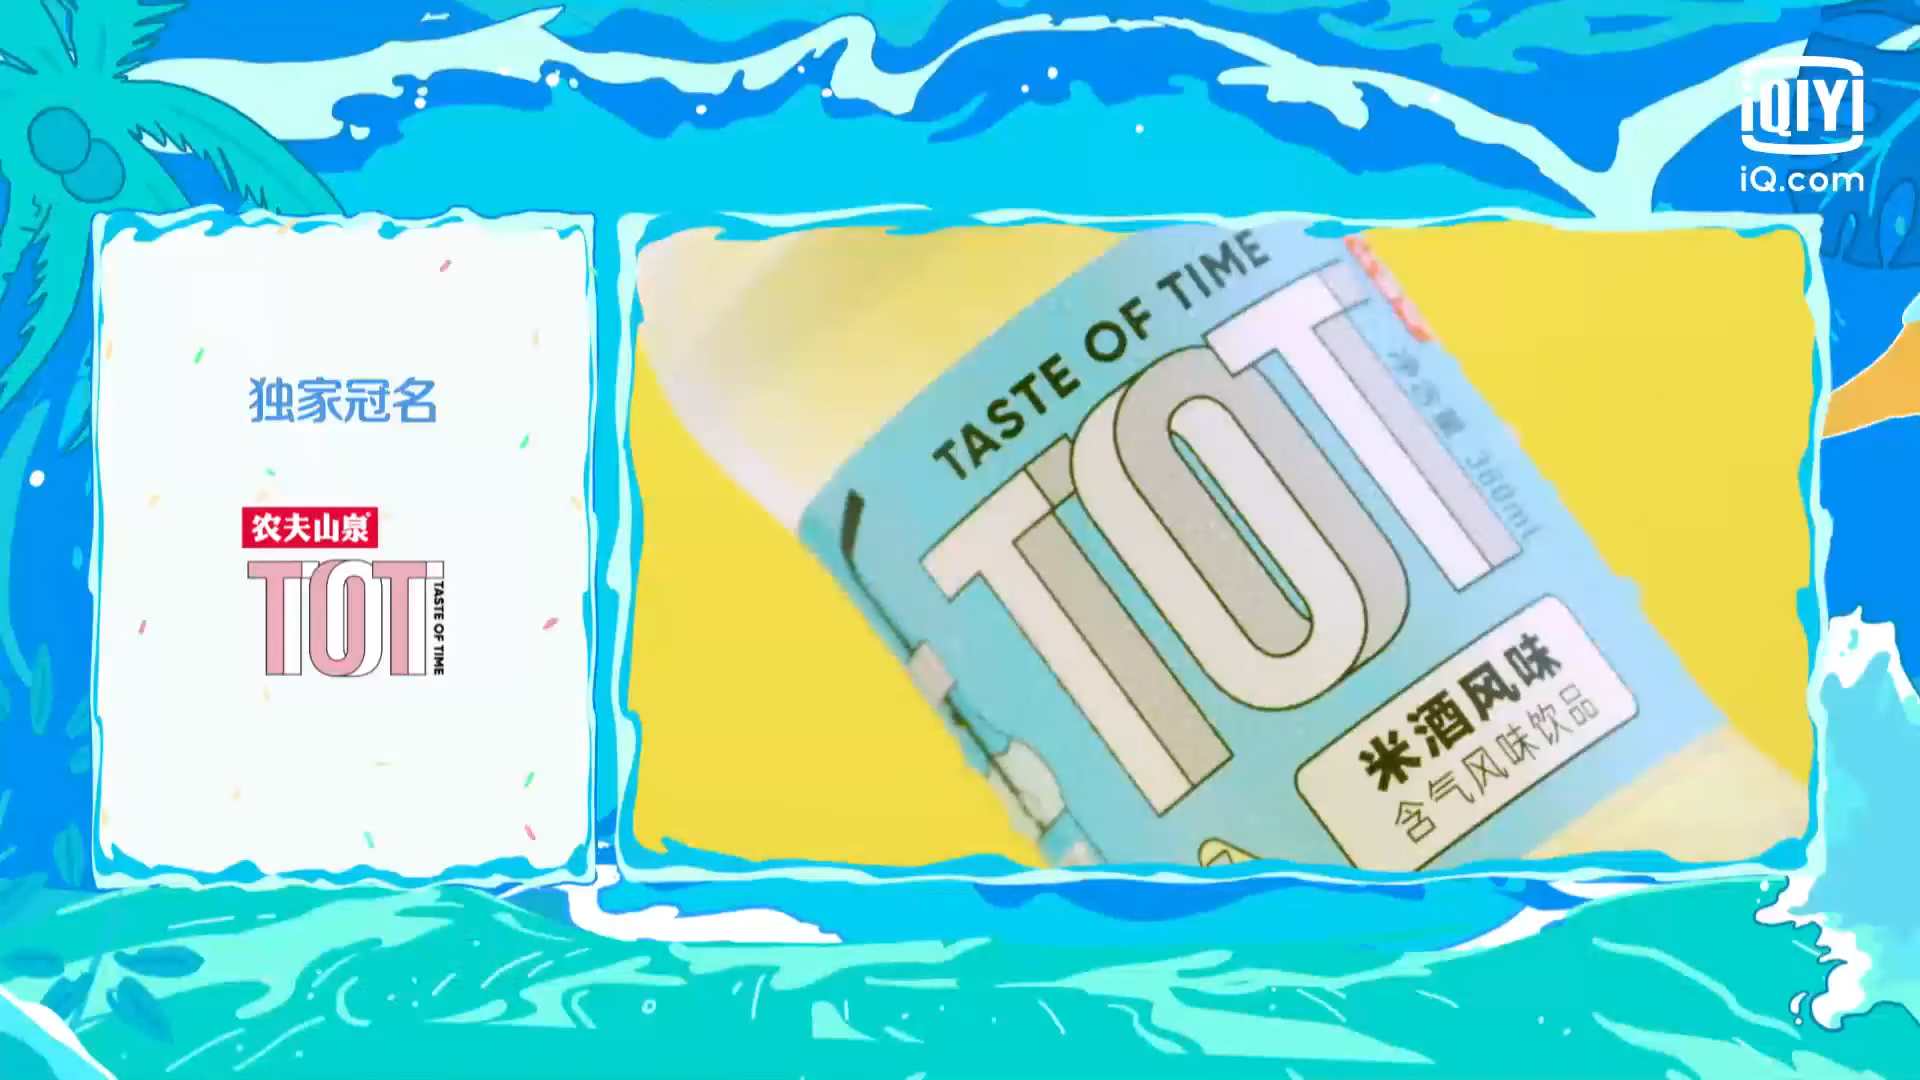 iQIYI
iQ.com
独家冠名
农夫山泉
TOT
TASTE OF TIME
TASTE OF TIME
TOT
净含量 380ml
米酒风味
含气风味饮品